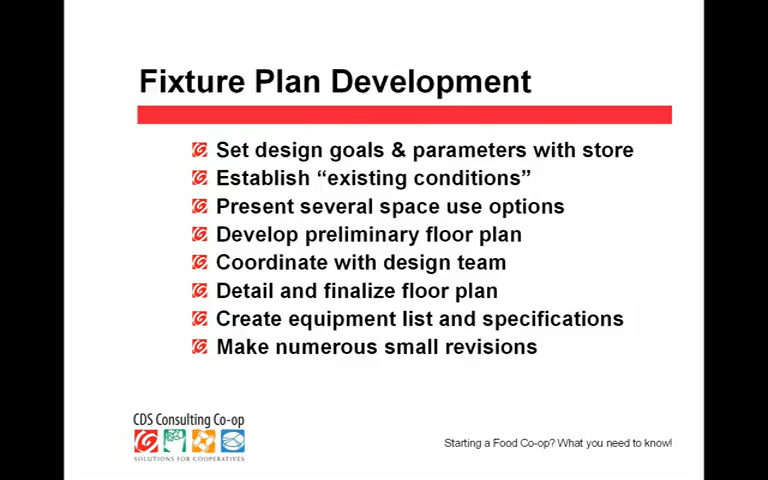 Fixture Plan Development
Set design goals & parameters with store
Establish “existing conditions”
Present several space use options
Develop preliminary floor plan
Coordinate with design team
Detail and finalize floor plan
Create equipment list and specifications
Make numerous small revisions
CDS Consulting Co-op
SOLUTIONS FOR COOPERATIVES
Starting a Food Co-op? What you need to know!